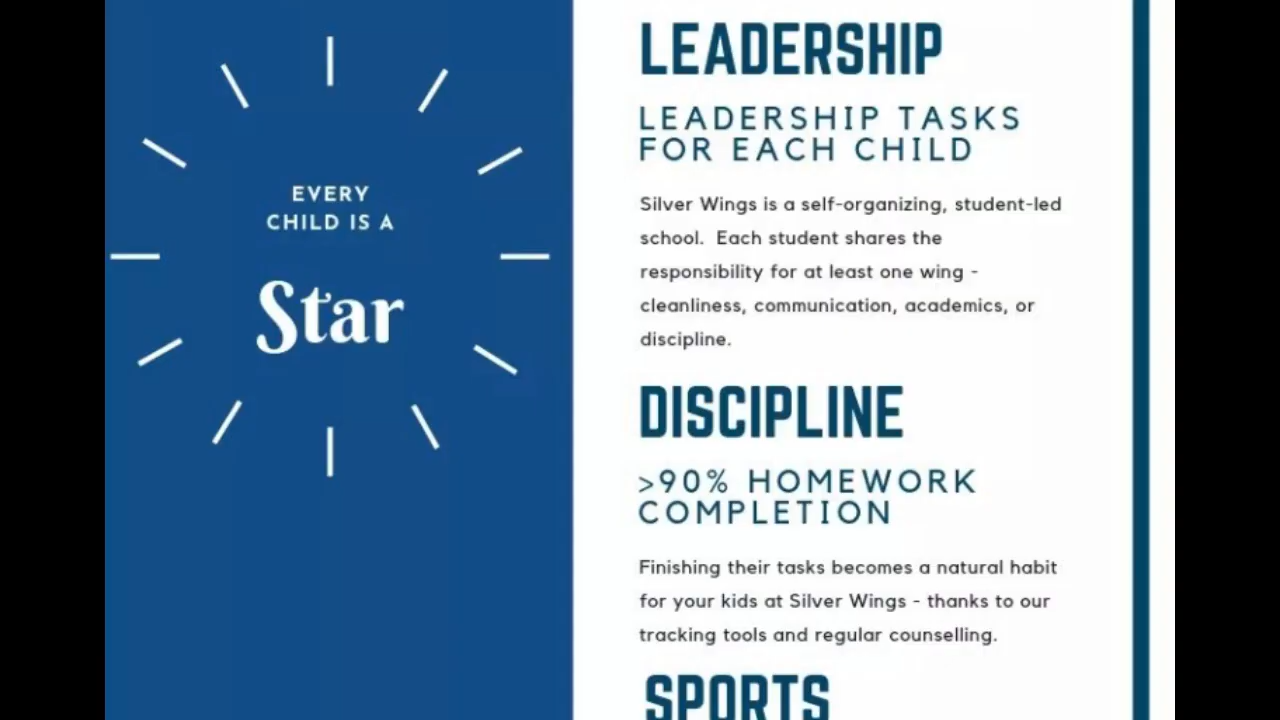 EVERY
CHILD IS A
Star
LEADERSHIP
LEADERSHIP TASKS
FOR EACH CHILD
Silver Wings is a self-organizing, student-led
school.  Each student shares the
responsibility for at least one wing -
cleanliness, communication, academics, or
discipline.
DISCIPLINE
>90% HOMEWORK
COMPLETION
Finishing their tasks becomes a natural habit
for your kids at Silver Wings - thanks to our
tracking tools and regular counselling.
SPORTS